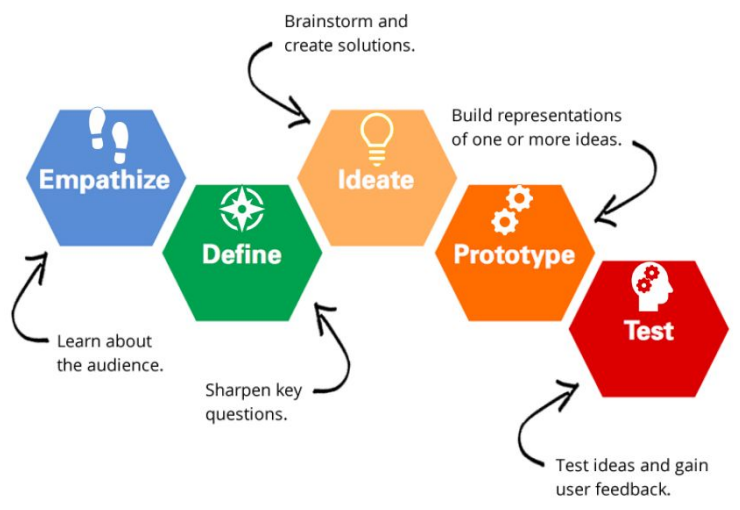 Brainstorm and
create solutions.
Build representations
of one or more ideas.
Empathize
Ideate
Define
Prototype
Test
Learn about
the audience.
Sharpen key
questions.
Test ideas and gain
user feedback.